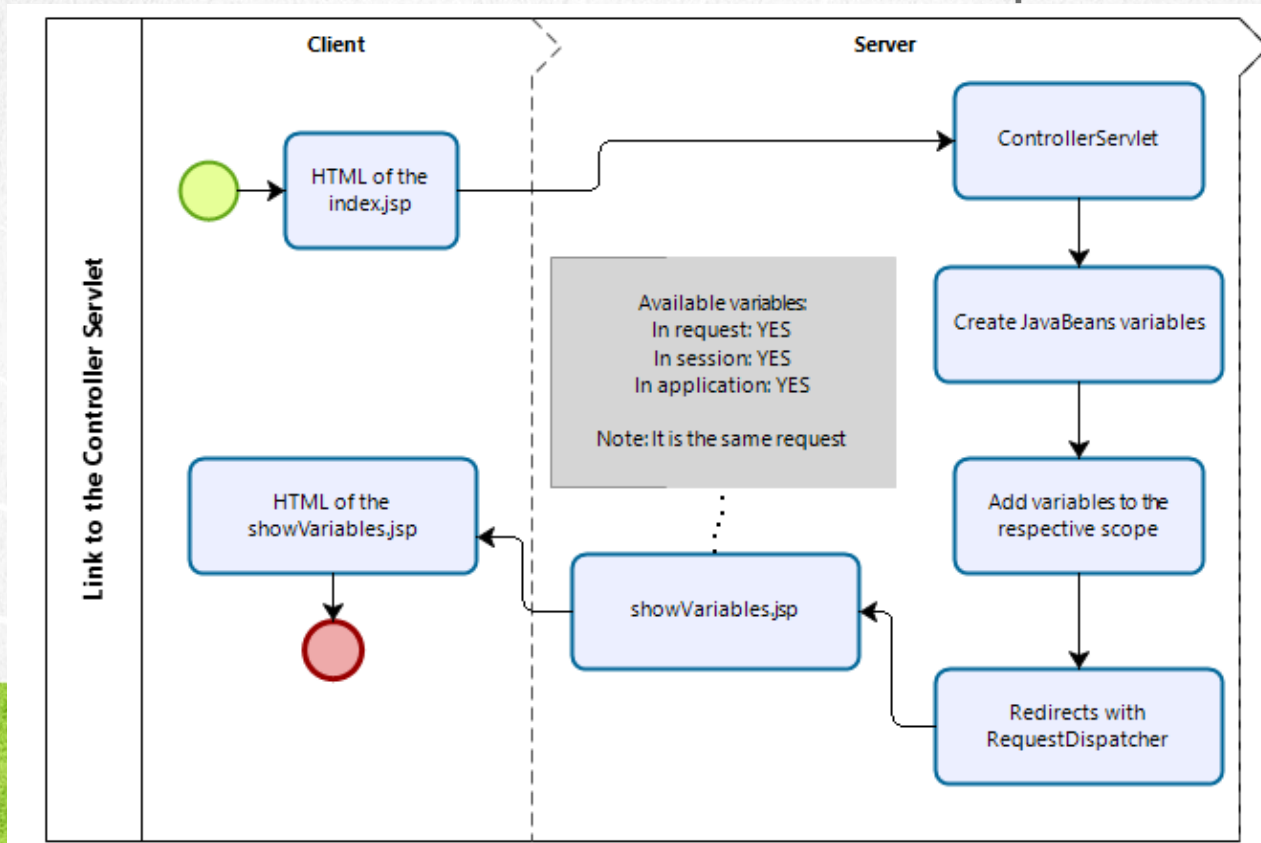 Link to the Controller Servlet
Client
Server
HTML of the
index.jsp
ControllerServlet
Create JavaBeans variables
Add variables to the
respective scope
Redirects with
RequestDispatcher
Available variables:
In request: YES
In session: YES
In application: YES
Note: It is the same request
showVariables.jsp
HTML of the
showVariables.jsp